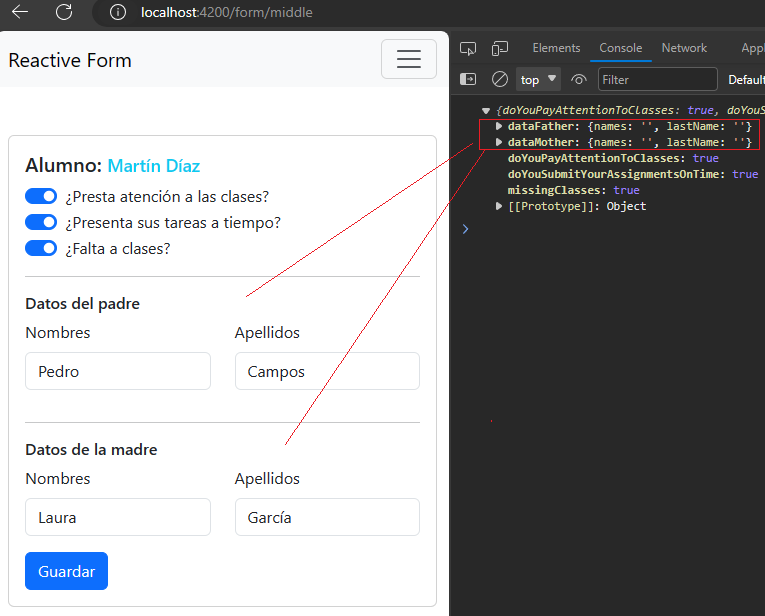 localhost:4200/form/middle
Reactive Form
Alumno: Martín Díaz
¿Presta atención a las clases?
¿Presenta sus tareas a tiempo?
¿Falta a clases?
Datos del padre
Nombres Apellidos
Pedro Campos
Datos de la madre
Nombres Apellidos
Laura García
Guardar
Elements Console Network Appl
top Filter Default
{doYouPayAttentionToClasses: true, doYouS
dataFather: {names: '', lastName: ''}
dataMother: {names: '', lastName: ''}
doYouPayAttentionToClasses: true
doYouSubmitYourAssignmentsOnTime: true
missingClasses: true
[[Prototype]]: Object